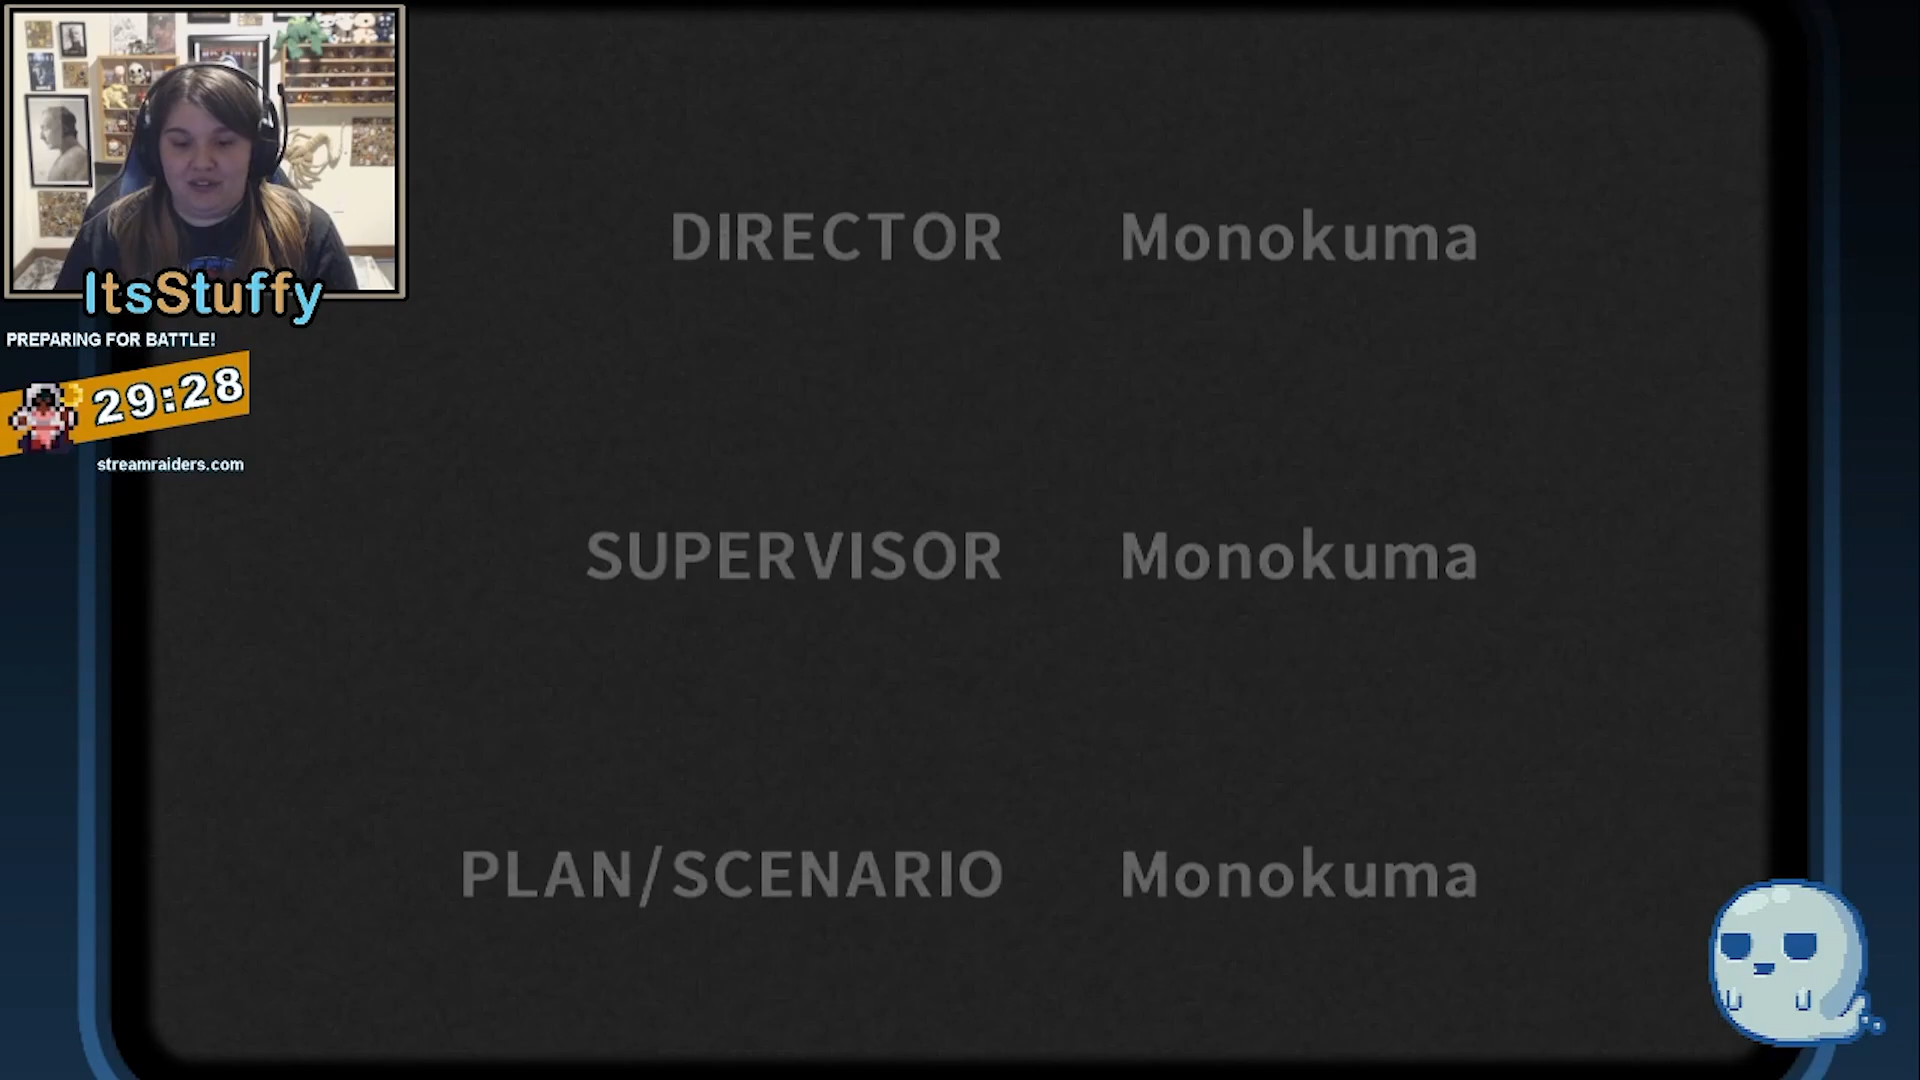 ItsStuffy
PREPARING FOR BATTLE!
29:28
streamraiders.com
DIRECTOR Monokuma
SUPERVISOR Monokuma
PLAN/SCENARIO Monokuma